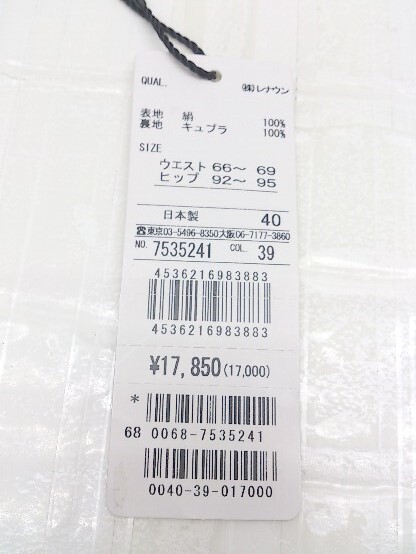 QUAL. ㈱レナウン
表地 絹 100%
裏地 キュプラ 100%
SIZE
ウエスト 66〜 69
ヒップ 92〜 95
日本製 40
☎東京03-5496-8350大阪06-7177-3860
NO. 7535241 COL. 39
4536216983883
4536216983883
¥17,850(17,000)
*
68 0068-7535241
0040-39-017000